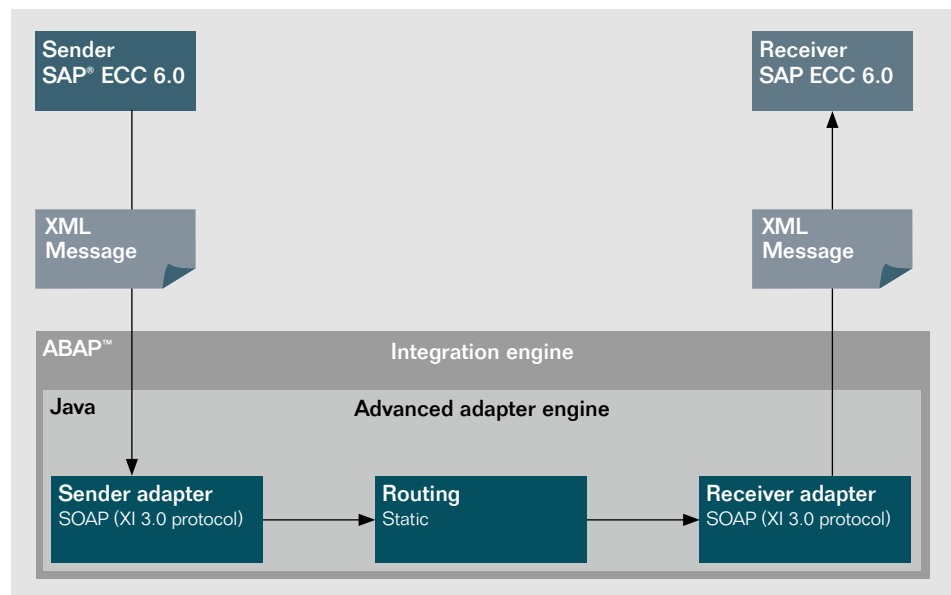 Sender
SAP® ECC 6.0
Receiver
SAP ECC 6.0
XML
Message
XML
Message
ABAP™
Integration engine
Java
Advanced adapter engine
Sender adapter
SOAP (XI 3.0 protocol)
Routing
Static
Receiver adapter
SOAP (XI 3.0 protocol)